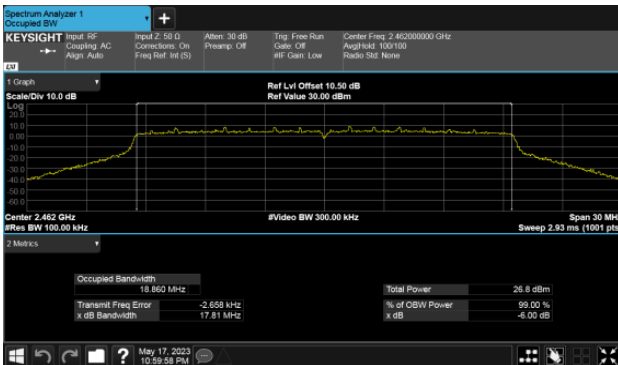 Spectrum Analyzer 1
Occupied BW
+
KEYSIGHT
Input: RF
Coupling: AC
Align: Auto
Input Z: 50 Ω
Corrections: On
Freq Ref: Int (S)
Atten: 30 dB
Preamp: Off
Trig: Free Run
Gate: Off
#IF Gain: Low
Center Freq: 2.462000000 GHz
Avg|Hold: 100/100
Radio Std: None
LXI
1 Graph
Scale/Div 10.0 dB
Ref Lvl Offset 10.50 dB
Ref Value 30.00 dBm
Log
20.0
10.0
0.00
-10.0
-20.0
-30.0
-40.0
-50.0
-60.0
Center 2.462 GHz
#Res BW 100.00 kHz
#Video BW 300.00 kHz
Span 30 MH
Sweep 2.93 ms (1001 pts
2 Metrics
Occupied Bandwidth
18.860 MHz
Total Power 26.8 dBm
Transmit Freq Error -2.658 kHz
% of OBW Power 99.00 %
x dB Bandwidth 17.81 MHz
x dB -6.00 dB
?
May 17, 2023
10:59:58 PM